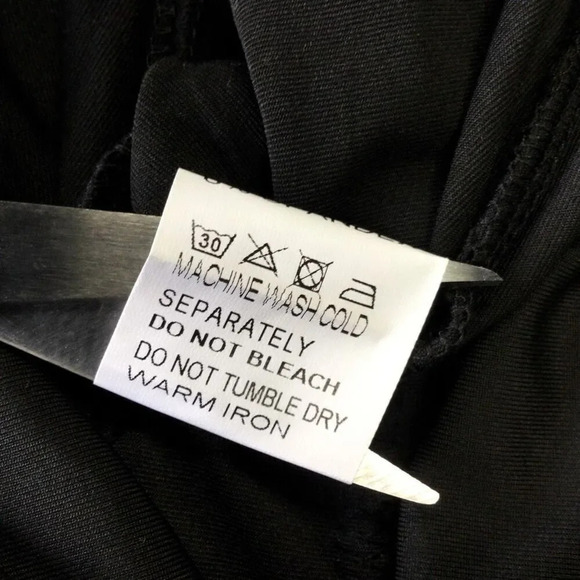 30
MACHINE WASH COLD
SEPARATELY
DO NOT BLEACH
DO NOT TUMBLE DRY
WARM IRON